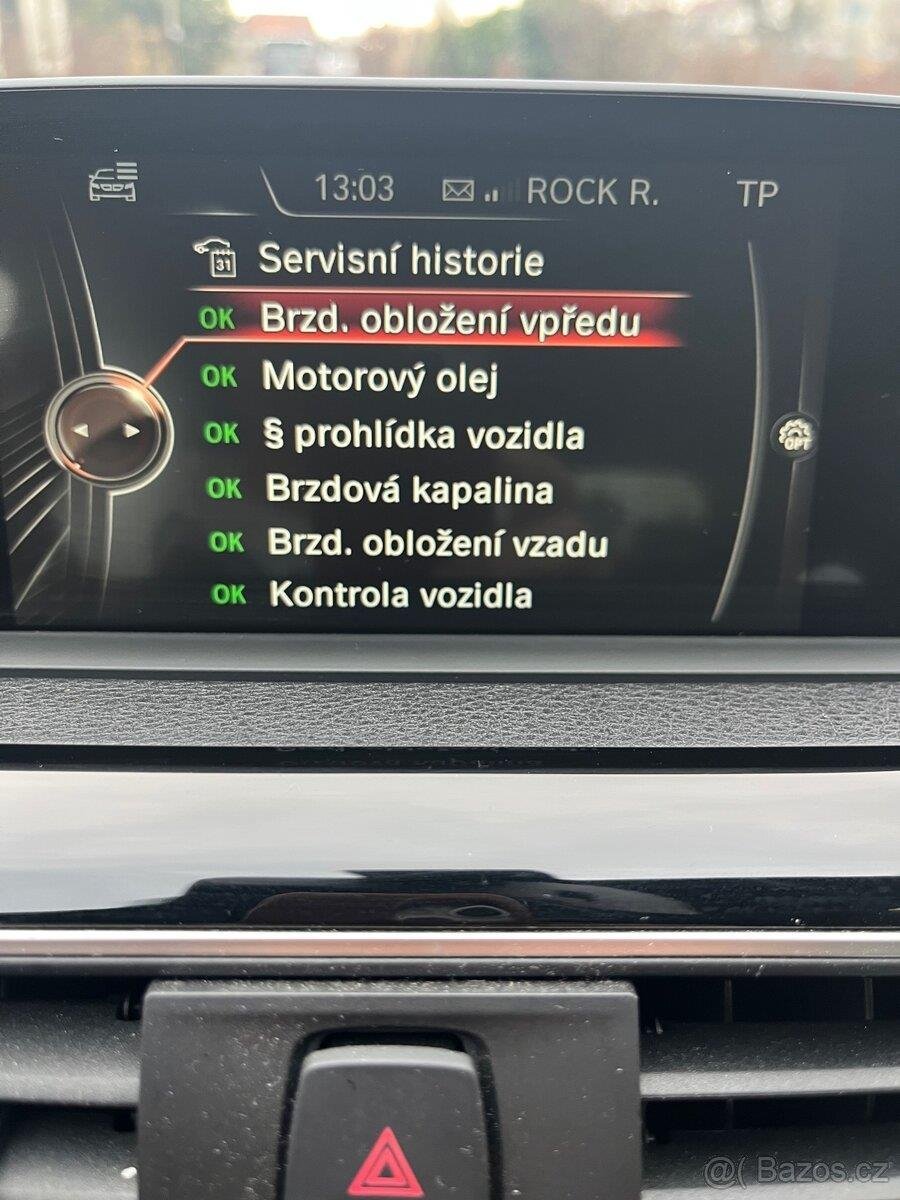 13:03 ROCK R. TP
31 Servisní historie
OK Brzd. obložení vpředu
OK Motorový olej
OK § prohlídka vozidla
OPT
OK Brzdová kapalina
OK Brzd. obložení vzadu
OK Kontrola vozidla
@( Bazos.cz